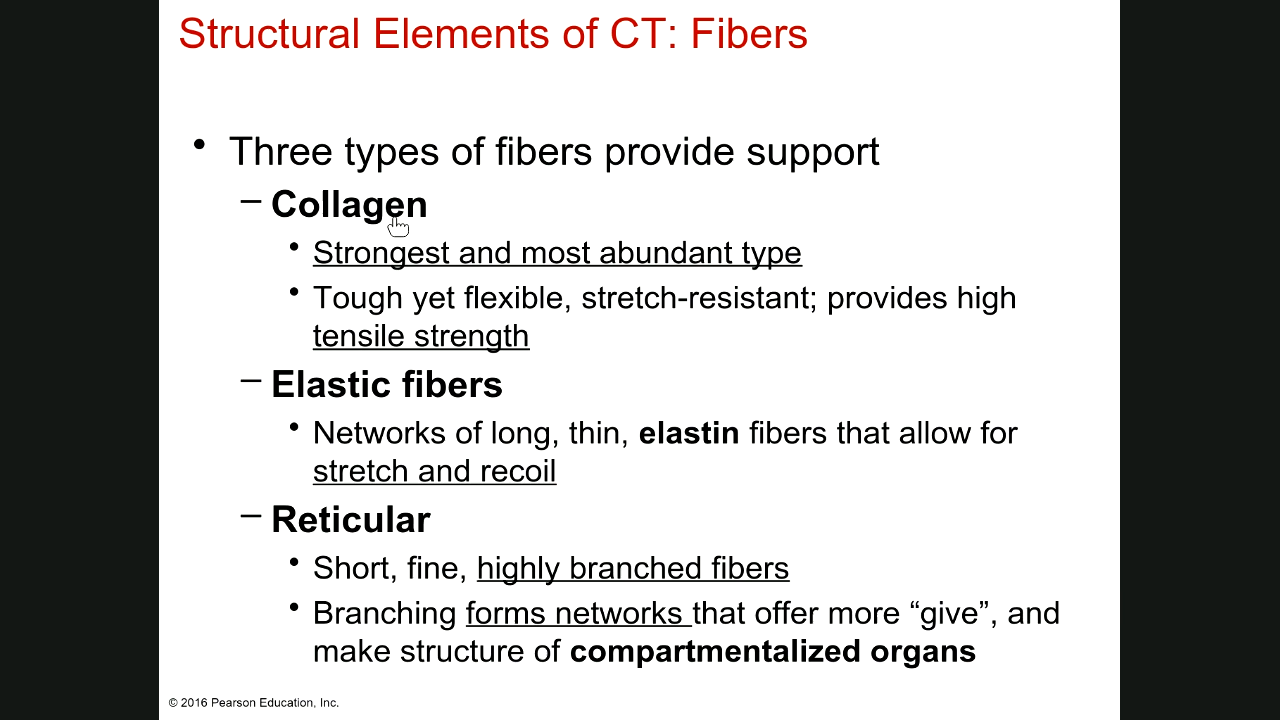 Structural Elements of CT: Fibers
• Three types of fibers provide support
– Collagen
• Strongest and most abundant type
• Tough yet flexible, stretch-resistant; provides high
tensile strength
– Elastic fibers
• Networks of long, thin, elastin fibers that allow for
stretch and recoil
– Reticular
• Short, fine, highly branched fibers
• Branching forms networks that offer more “give”, and
make structure of compartmentalized organs
© 2016 Pearson Education, Inc.